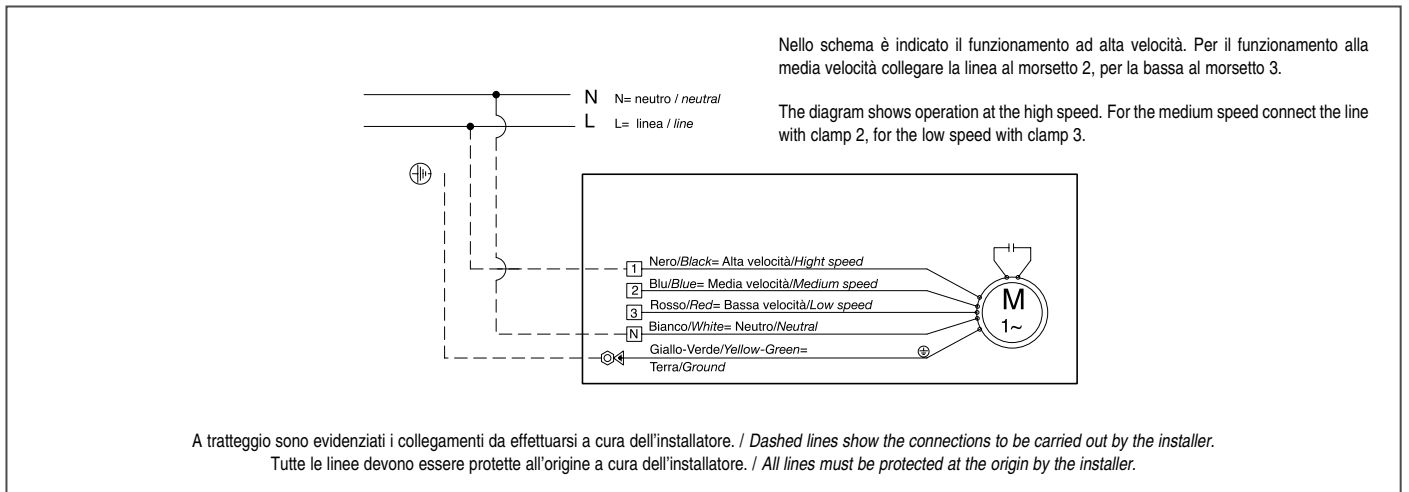 Nello schema è indicato il funzionamento ad alta velocità. Per il funzionamento alla
media velocità collegare la linea al morsetto 2, per la bassa al morsetto 3.
The diagram shows operation at the high speed. For the medium speed connect the line
with clamp 2, for the low speed with clamp 3.
N N= neutro / neutral
L L= linea / line
1 Nero/Black= Alta velocità/Hight speed
2 Blu/Blue= Media velocità/Medium speed
3 Rosso/Red= Bassa velocità/Low speed
N Bianco/White= Neutro/Neutral
Giallo-Verde/Yellow-Green=
Terra/Ground
M
1~
A tratteggio sono evidenziati i collegamenti da effettuarsi a cura dell'installatore. / Dashed lines show the connections to be carried out by the installer.
Tutte le linee devono essere protette all'origine a cura dell'installatore. / All lines must be protected at the origin by the installer.